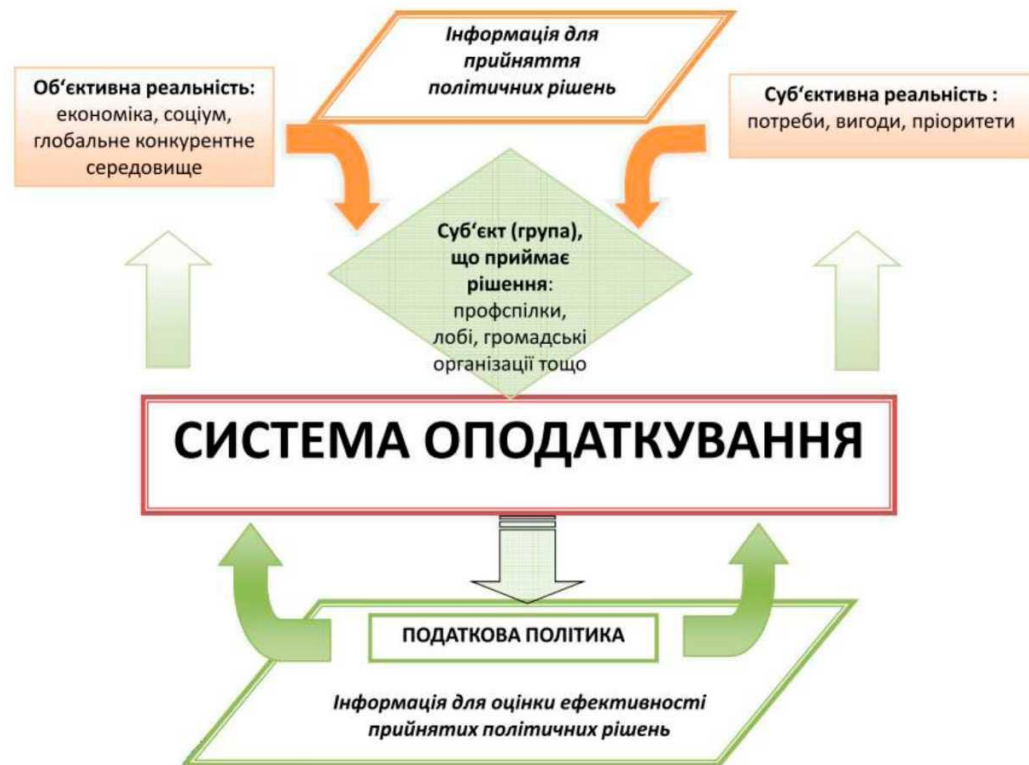 Інформація для
прийняття
політичних рішень
Об‘єктивна реальність:
економіка, соціум,
глобальне конкурентне
середовище
Суб‘єктивна реальність :
потреби, вигоди, пріоритети
Суб‘єкт (група),
що приймає
рішення:
профспілки,
лобі, громадські
організації тощо
СИСТЕМА ОПОДАТКУВАННЯ
ПОДАТКОВА ПОЛІТИКА
Інформація для оцінки ефективності
прийнятих політичних рішень